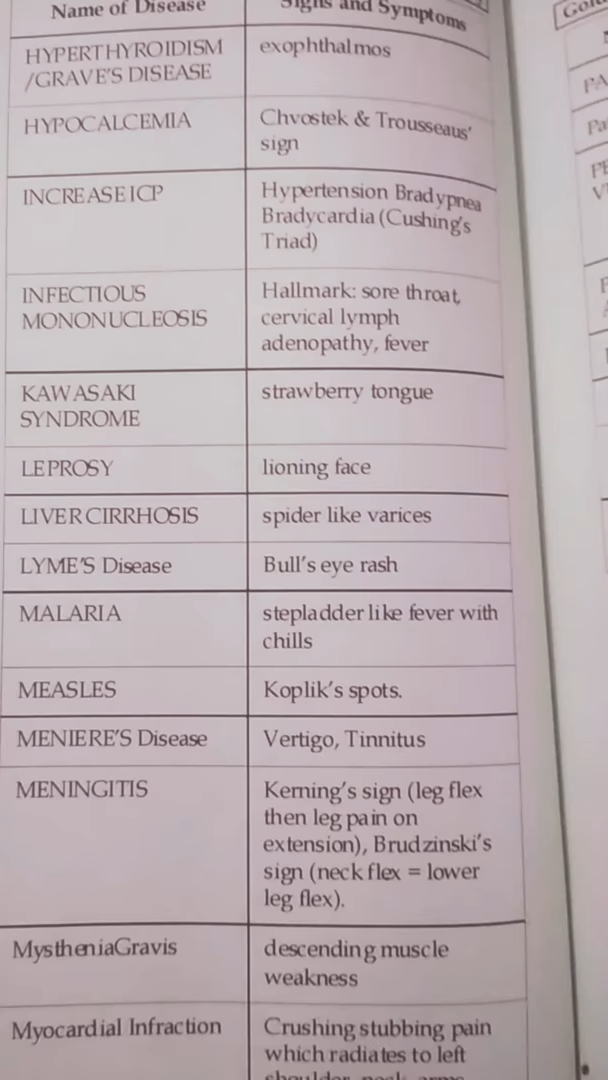 Name of Disease
Signs and Symptoms
HYPERTHYROIDISM
/GRAVE'S DISEASE
exophthalmos
HYPOCALCEMIA
Chvostek & Trousseaus'
sign
INCREASE ICP
Hypertension Bradypnea
Bradycardia (Cushing's
Triad)
INFECTIOUS
MONONUCLEOSIS
Hallmark: sore throat,
cervical lymph
adenopathy, fever
KAWASAKI
SYNDROME
strawberry tongue
LEPROSY
lioning face
LIVER CIRRHOSIS
spider like varices
LYME'S Disease
Bull's eye rash
MALARIA
stepladder like fever with
chills
MEASLES
Koplik's spots.
MENIERE'S Disease
Vertigo, Tinnitus
MENINGITIS
Kerning's sign (leg flex
then leg pain on
extension), Brudzinski's
sign (neck flex = lower
leg flex).
MystheniaGravis
descending muscle
weakness
Myocardial Infraction
Crushing stubbing pain
which radiates to left
shoulder, neck, arms